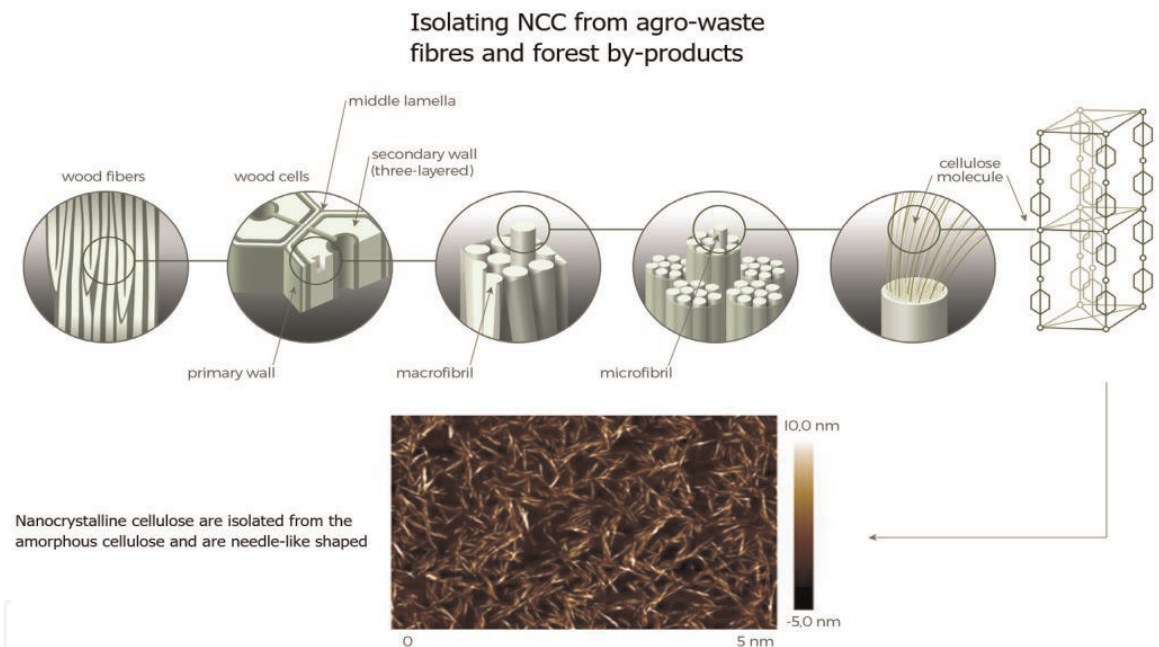 Isolating NCC from agro-waste
fibres and forest by-products
middle lamella
secondary wall
(three-layered)
wood fibers
wood cells
cellulose
molecule
primary wall
macrofibril
microfibril
10,0 nm
Nanocrystalline cellulose are isolated from the
amorphous cellulose and are needle-like shaped
-5,0 nm
0
5 nm